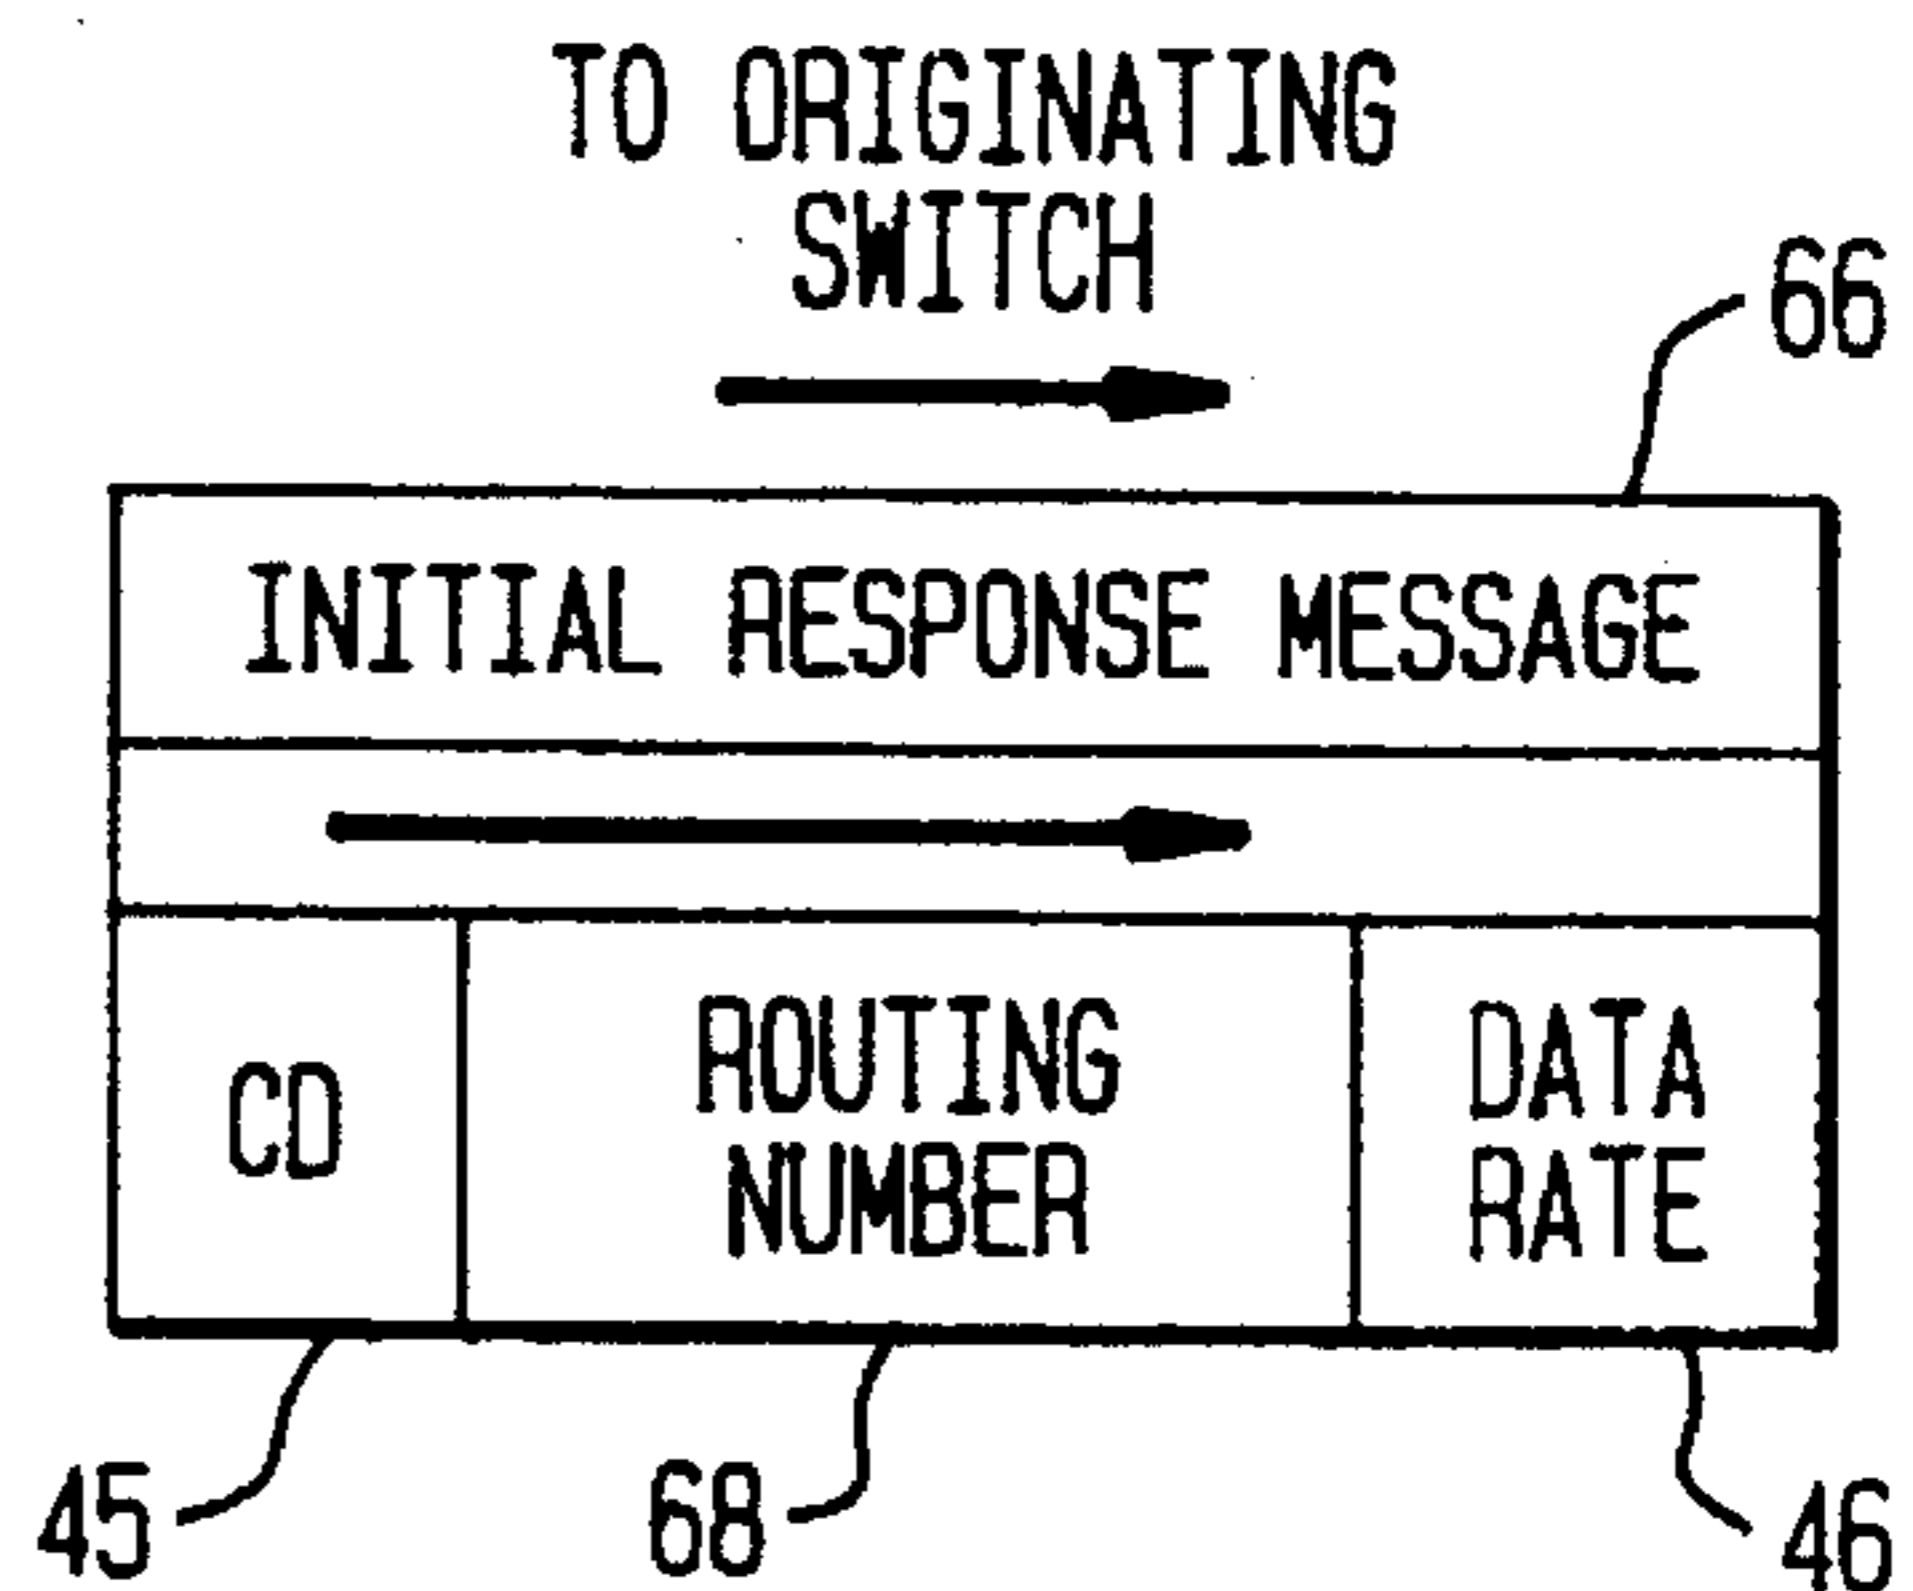 TO ORIGINATING
SWITCH
66
INITIAL RESPONSE MESSAGE
CD
ROUTING
NUMBER
DATA
RATE
45
68
46